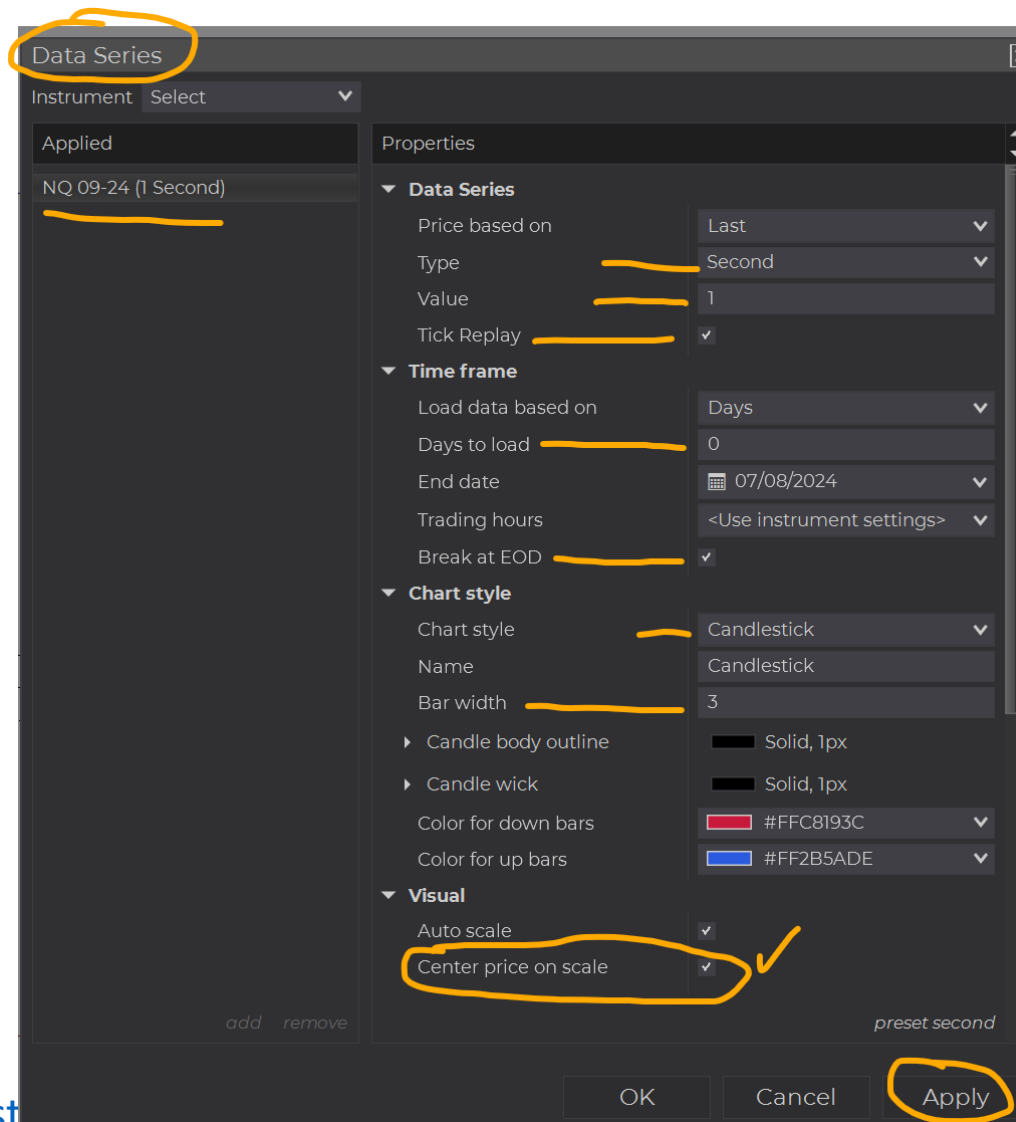 Data Series
Instrument Select
Applied
Properties
NQ 09-24 (1 Second)
Data Series
Price based on Last
Type Second
Value 1
Tick Replay
Time frame
Load data based on Days
Days to load 0
End date 07/08/2024
Trading hours <Use instrument settings>
Break at EOD
Chart style
Chart style Candlestick
Name Candlestick
Bar width 3
Candle body outline Solid, 1px
Candle wick Solid, 1px
Color for down bars #FFC8193C
Color for up bars #FF2B5ADE
Visual
Auto scale
Center price on scale
add remove
preset second
OK Cancel Apply
st